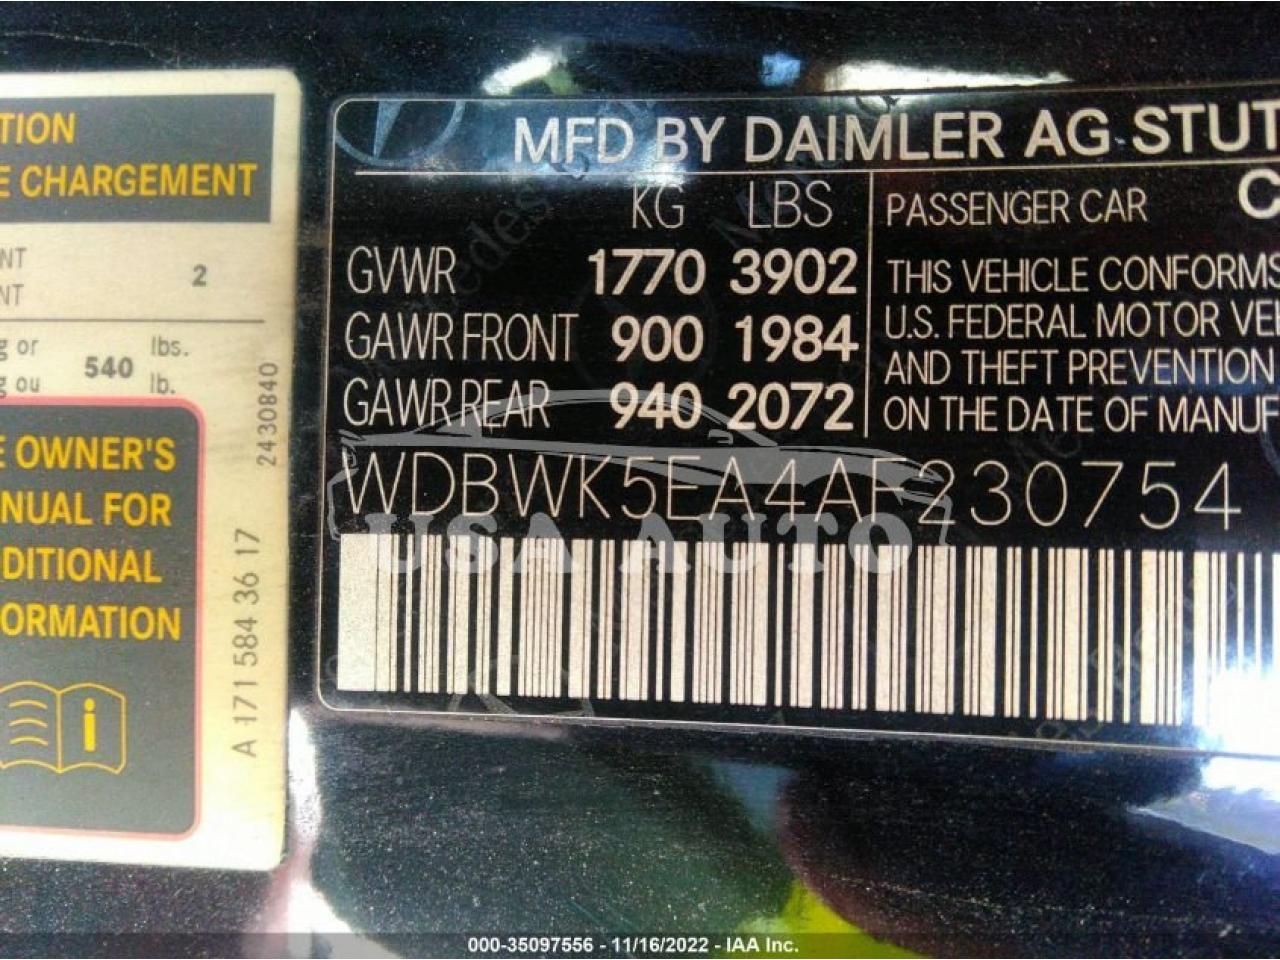 TION
E CHARGEMENT
NT
NT
2
g or
g ou
540
lbs.
lb.
2430840
E OWNER'S
NUAL FOR
DITIONAL
ORMATION
i
A 171 584 36 17
MFD BY DAIMLER AG STUT
KG LBS
GVWR 1770 3902
GAWR FRONT 900 1984
GAWR REAR 940 2072
PASSENGER CAR C
THIS VEHICLE CONFORMS
U.S. FEDERAL MOTOR VE
AND THEFT PREVENTION
ON THE DATE OF MANUF
WDBWK5EA4AF230754
USA AUTO
000-35097556 - 11/16/2022 - IAA Inc.